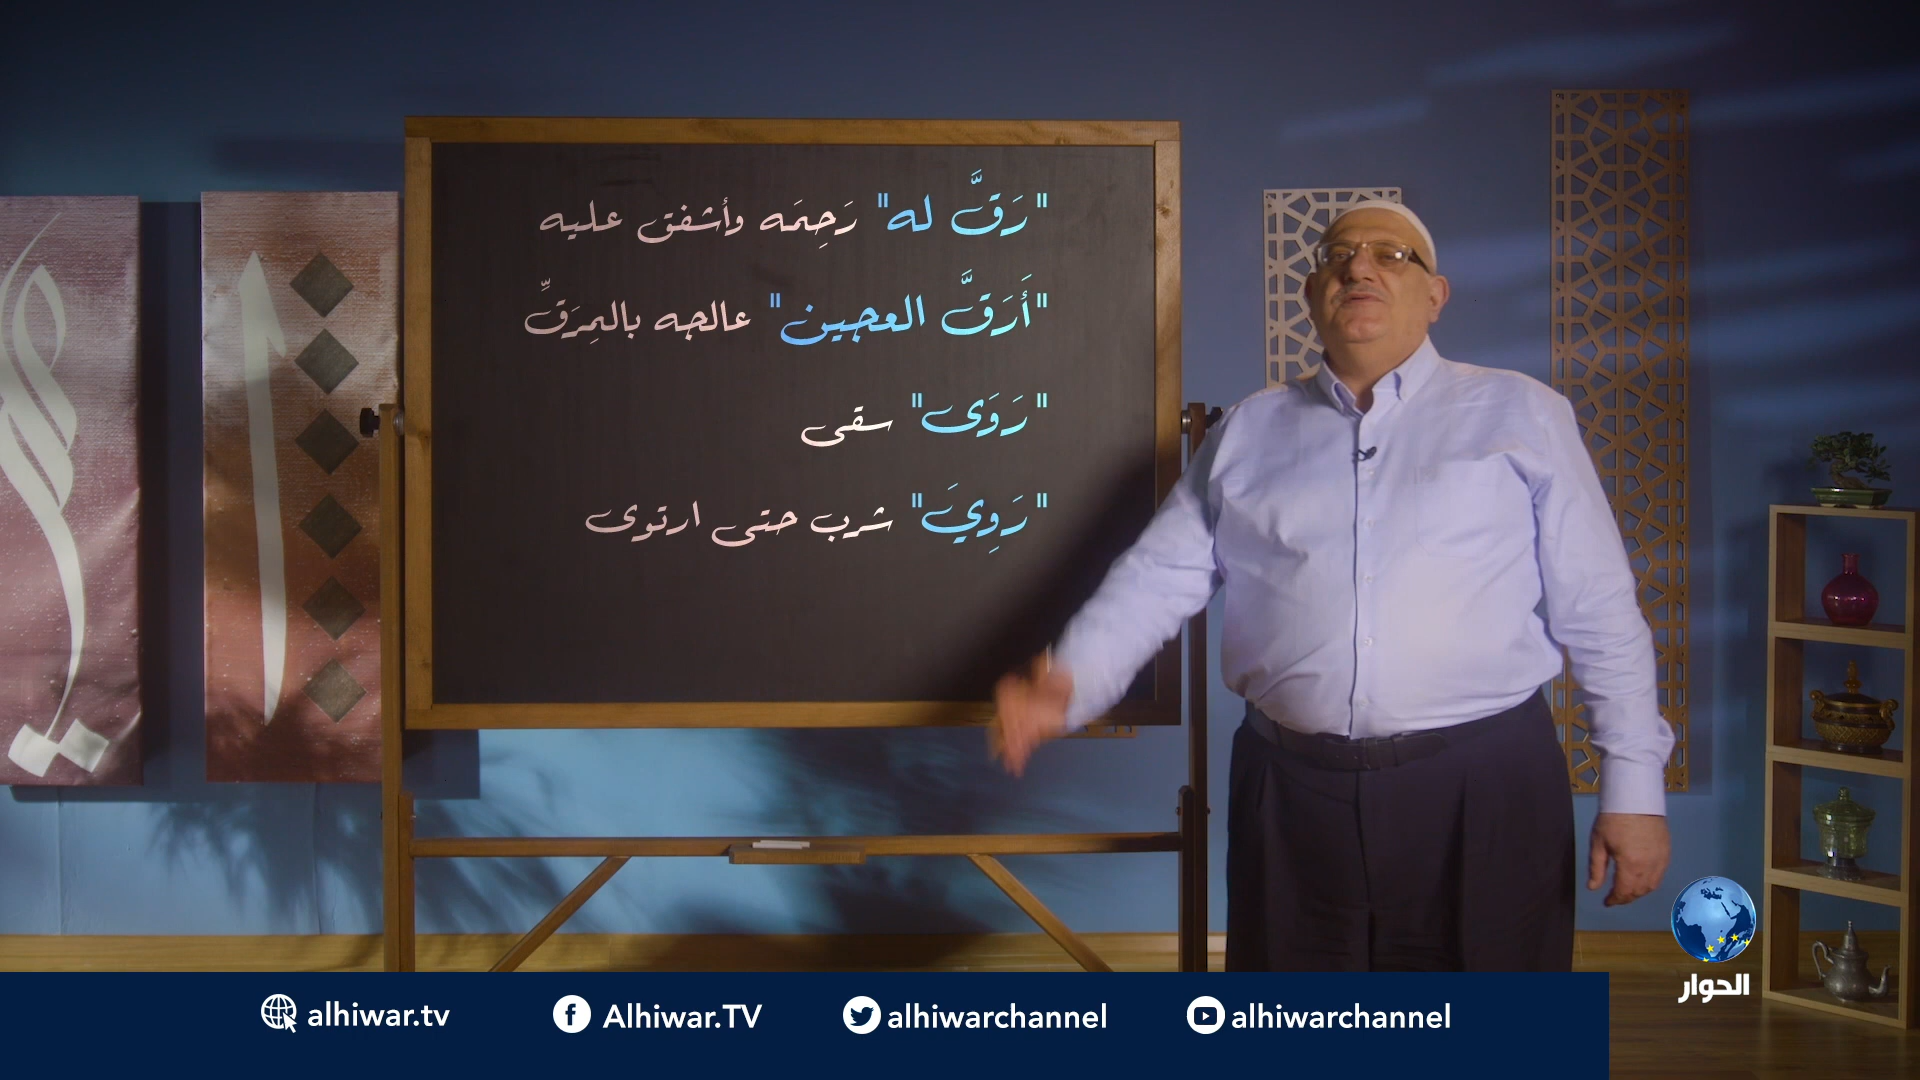 "رَقَّ له" رَحِمَه وأشفق عليه
"أَرَقَّ العجين" عالجه بالمِرَقِّ
"رَوَى" سقى
"رَوِيَ" شرب حتى ارتوى
الحوار
alhiwar.tv
Alhiwar.TV
alhiwarchannel
alhiwarchannel